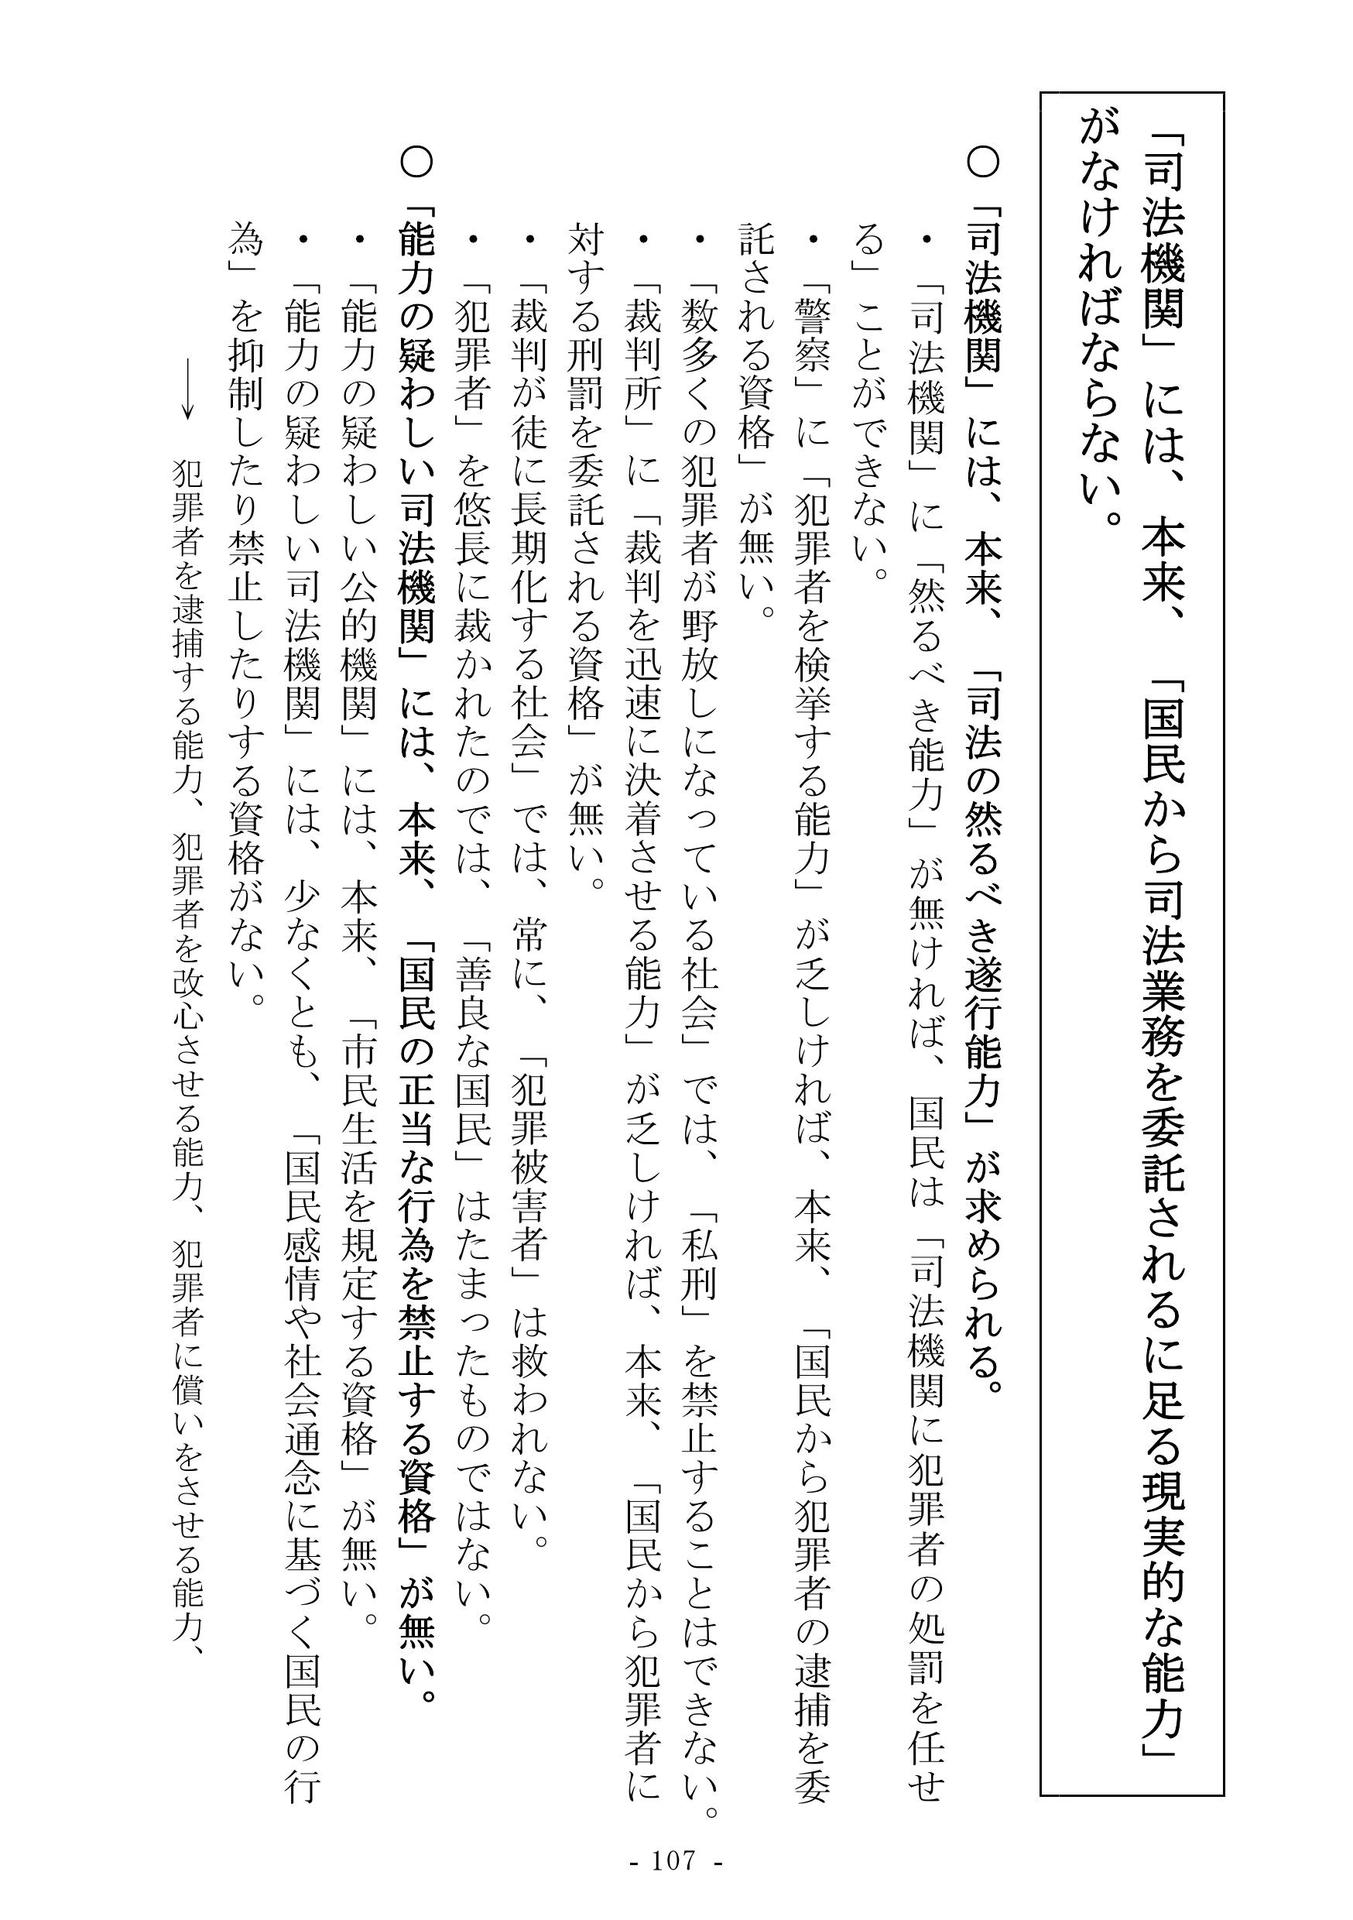 「司法機関」には、本来、「国民から司法業務を委託されるに足る現実的な能力」
がなければならない。
〇「司法機関」には、本来、「司法の然るべき遂行能力」が求められる。
・「司法機関」に「然るべき能力」が無ければ、国民は「司法機関に犯罪者の処罰を任せ
る」ことができない。
・「警察」に「犯罪者を検挙する能力」が乏しければ、本来、「国民から犯罪者の逮捕を委
託される資格」が無い。
・「数多くの犯罪者が野放しになっている社会」では、「私刑」を禁止することはできない。
・「裁判所」に「裁判を迅速に決着させる能力」が乏しければ、本来、「国民から犯罪者に
対する刑罰を委託される資格」が無い。
・「裁判が徒に長期化する社会」では、常に、「犯罪被害者」は救われない。
・「犯罪者」を悠長に裁かれたのでは、「善良な国民」はたまったものではない。
〇「能力の疑わしい司法機関」には、本来、「国民の正当な行為を禁止する資格」が無い。
・「能力の疑わしい公的機関」には、本来、「市民生活を規定する資格」が無い。
・「能力の疑わしい司法機関」には、少なくとも、「国民感情や社会通念に基づく国民の行
為」を抑制したり禁止したりする資格がない。
→ 犯罪者を逮捕する能力、犯罪者を改心させる能力、犯罪者に償いをさせる能力、
- 107 -